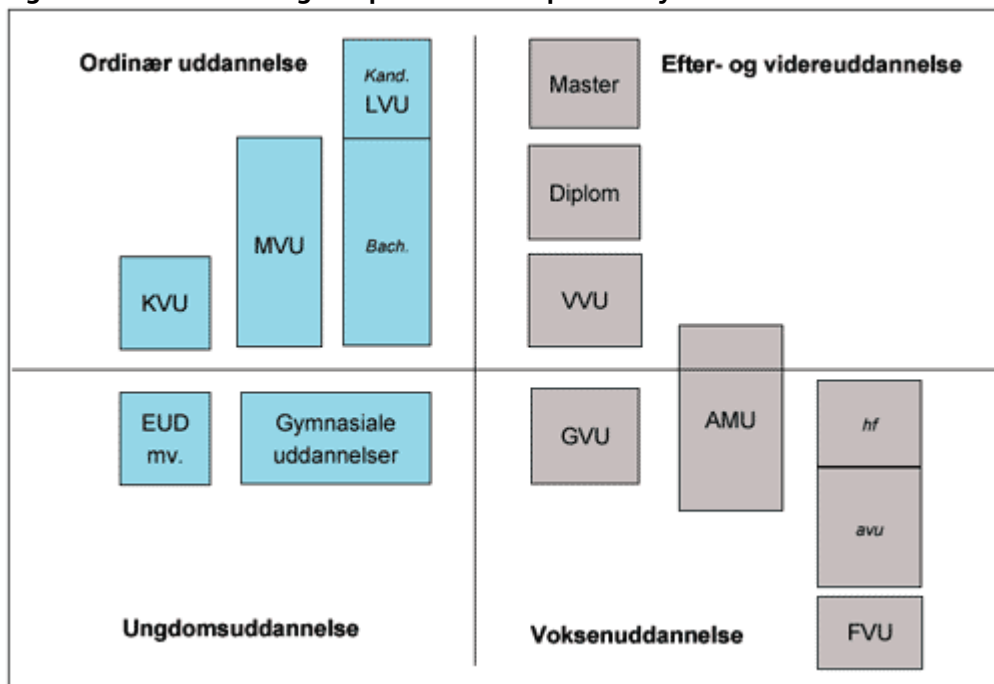 Ordinær uddannelse
Kand.
LVU
MVU
Bach.
KVU
Master
Efter- og videreuddannelse
Diplom
VVU
EUD
mv.
Gymnasiale
uddannelser
Ungdomsuddannelse
GVU
AMU
hf
avu
FVU
Voksenuddannelse